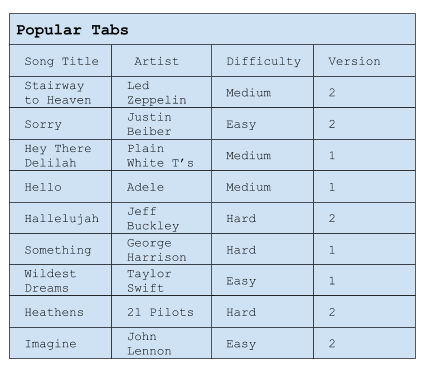 Popular Tabs
Song Title Artist Difficulty Version
Stairway to Heaven Led Zeppelin Medium 2
Sorry Justin Beiber Easy 2
Hey There Delilah Plain White T’s Medium 1
Hello Adele Medium 1
Hallelujah Jeff Buckley Hard 2
Something George Harrison Hard 1
Wildest Dreams Taylor Swift Easy 1
Heathens 21 Pilots Hard 2
Imagine John Lennon Easy 2